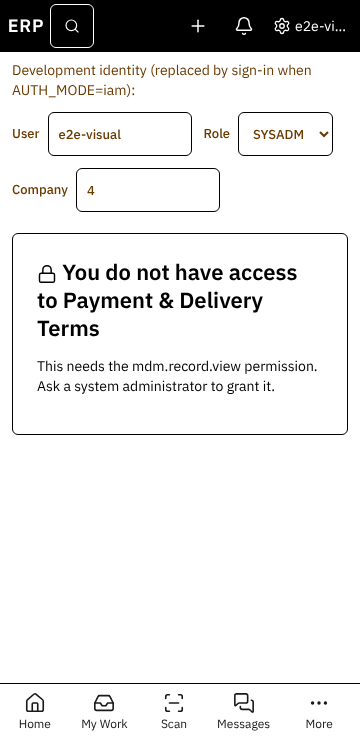 ERP
e2e-vi...
Development identity (replaced by sign-in when
AUTH_MODE=iam):
User
e2e-visual
Role
SYSADM
Company
4
You do not have access
to Payment & Delivery
Terms
This needs the mdm.record.view permission.
Ask a system administrator to grant it.
Home
My Work
Scan
Messages
More